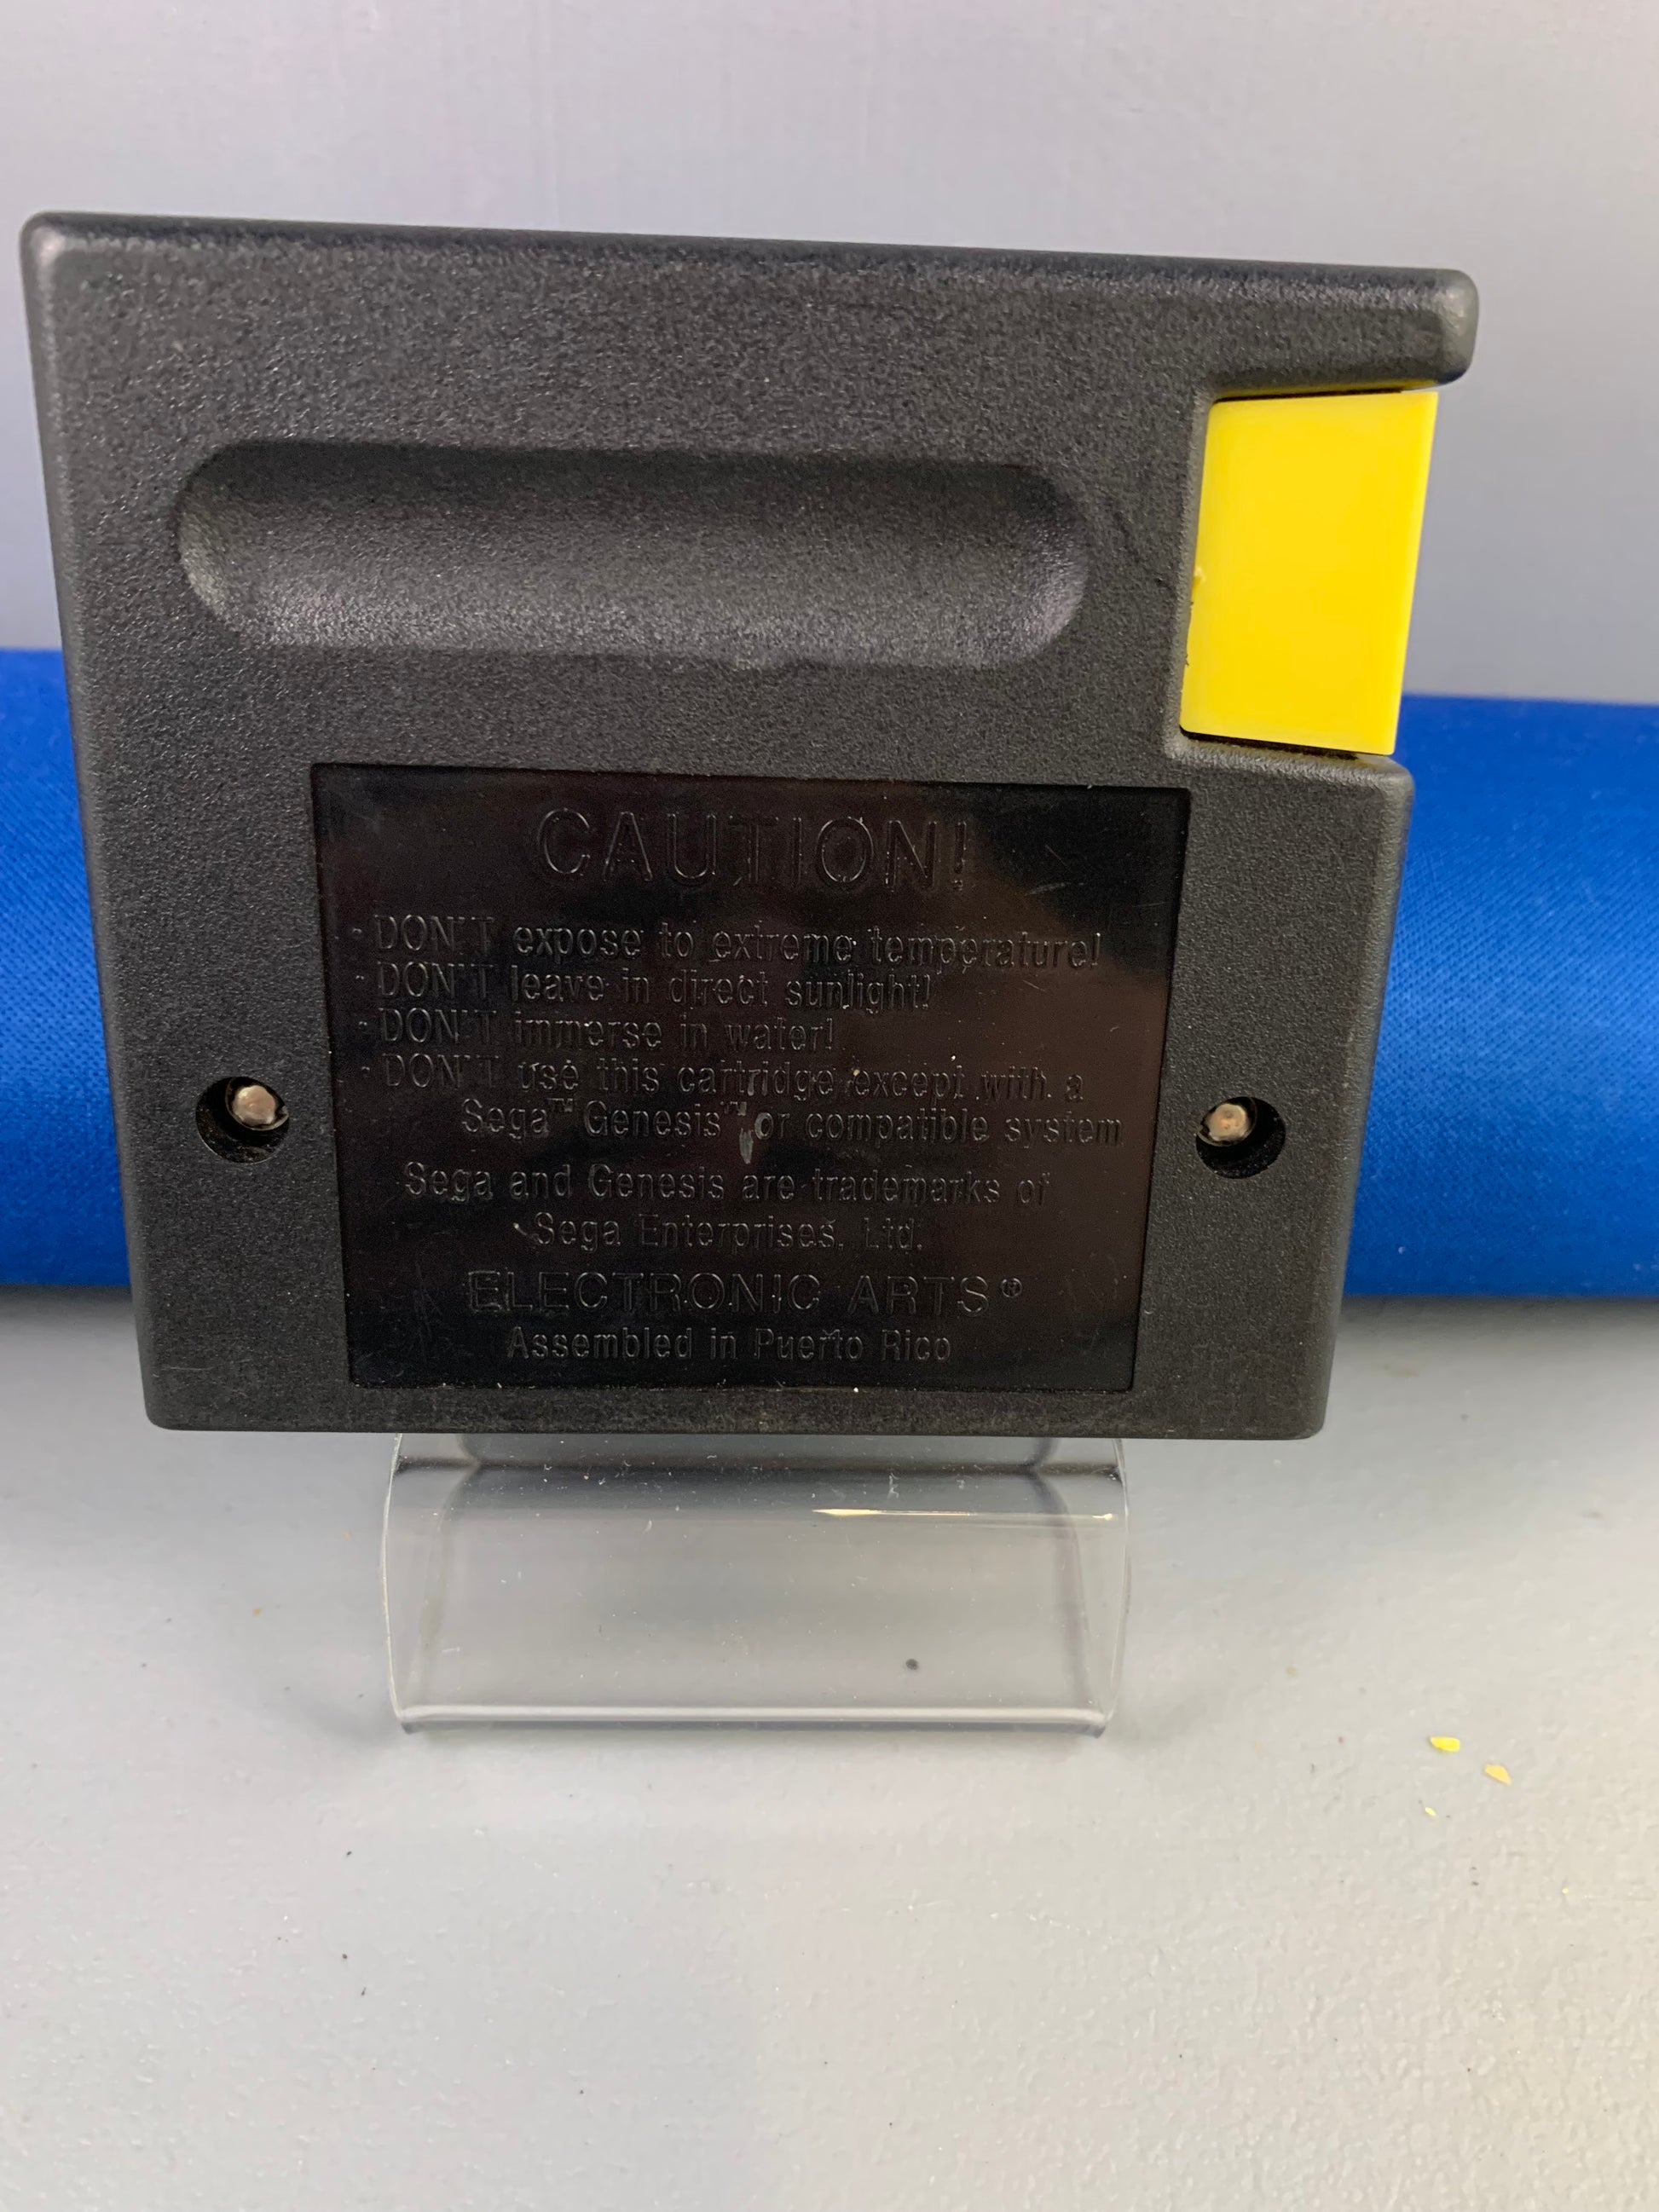 CAUTION!
- DON'T expose to extreme temperature!
- DON'T leave in direct sunlight!
- DON'T immerse in water!
- DON'T use this cartridge except with a
Sega™ Genesis™ or compatible system
Sega and Genesis are trademarks of
Sega Enterprises. Ltd.
ELECTRONIC ARTS®
Assembled in Puerto Rico